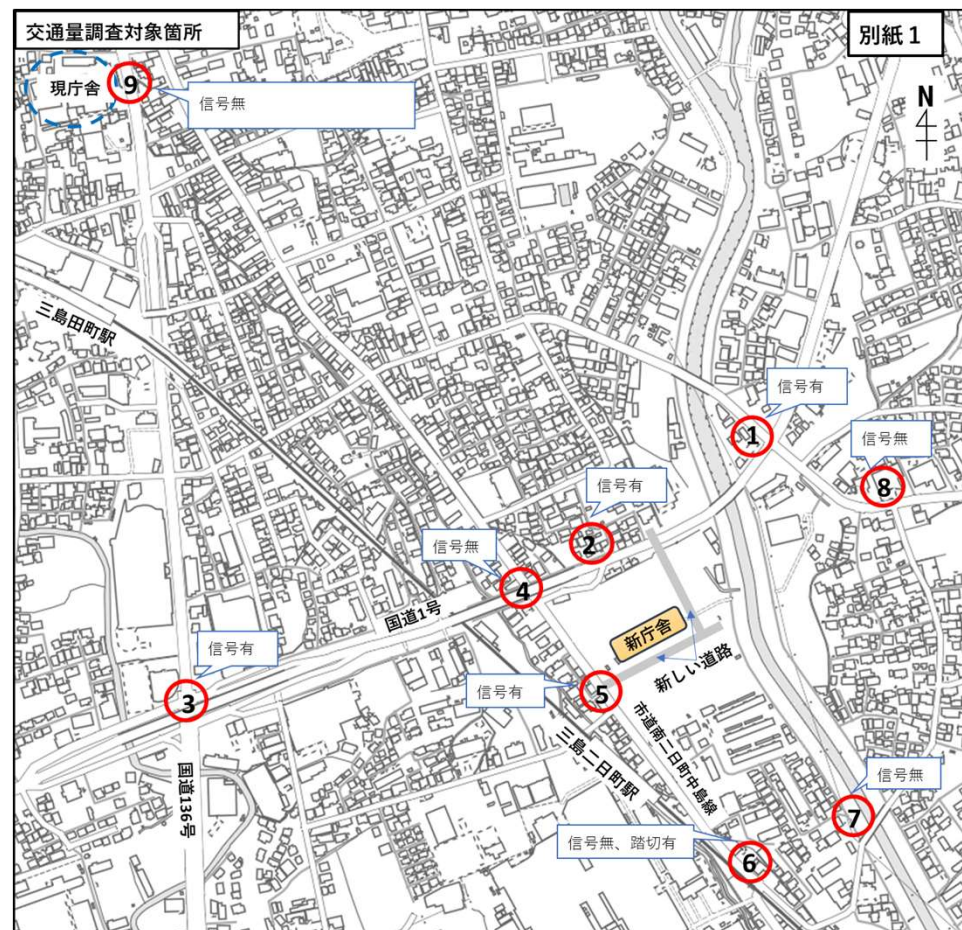 交通量調査対象箇所
別紙1
現庁舎
9
信号無
N
三島田町駅
信号有
1
信号無
8
信号有
2
信号無
4
国道1号
新庁舎
新しい道路
信号有
3
信号有
5
市道南二日町中島線
三島二日町駅
国道136号
信号無
7
信号無、踏切有
6